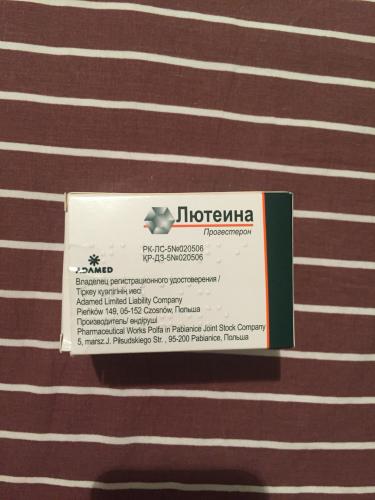 Лютеина
Прогестерон
РК-ЛС-5№020506
ҚР-ДЗ-5№020506
ADAMED
Владелец регистрационного удостоверения /
Тіркеу куәлігінің иесі
Adamed Limited Liability Company
Pieńków 149, 05-152 Czosnów, Польша
Производитель/ өндіруші
Pharmaceutical Works Polfa in Pabianice Joint Stock Company
5, marsz.J. Piłsudskiego Str. , 95-200 Pabianice, Польша